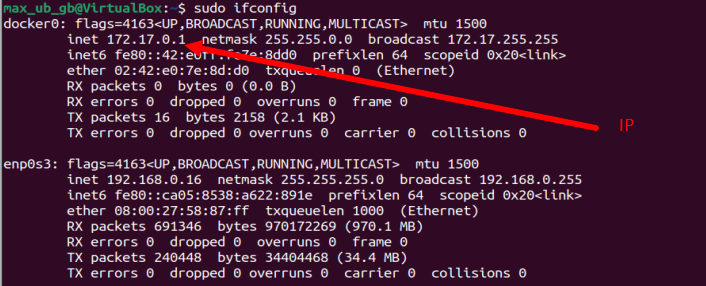 max_ub_gb@VirtualBox:~$ sudo ifconfig
docker0: flags=4163<UP,BROADCAST,RUNNING,MULTICAST>  mtu 1500
        inet 172.17.0.1  netmask 255.255.0.0  broadcast 172.17.255.255
        inet6 fe80::42:e0ff:fe7e:8dd0  prefixlen 64  scopeid 0x20<link>
        ether 02:42:e0:7e:8d:d0  txqueuelen 0  (Ethernet)
        RX packets 0  bytes 0 (0.0 B)
        RX errors 0  dropped 0  overruns 0  frame 0
        TX packets 16  bytes 2158 (2.1 KB)
        TX errors 0  dropped 0 overruns 0  carrier 0  collisions 0
IP
enp0s3: flags=4163<UP,BROADCAST,RUNNING,MULTICAST>  mtu 1500
        inet 192.168.0.16  netmask 255.255.255.0  broadcast 192.168.0.255
        inet6 fe80::ca05:8538:a622:891e  prefixlen 64  scopeid 0x20<link>
        ether 08:00:27:58:87:ff  txqueuelen 1000  (Ethernet)
        RX packets 691346  bytes 970172269 (970.1 MB)
        RX errors 0  dropped 0  overruns 0  frame 0
        TX packets 240448  bytes 34404468 (34.4 MB)
        TX errors 0  dropped 0 overruns 0  carrier 0  collisions 0